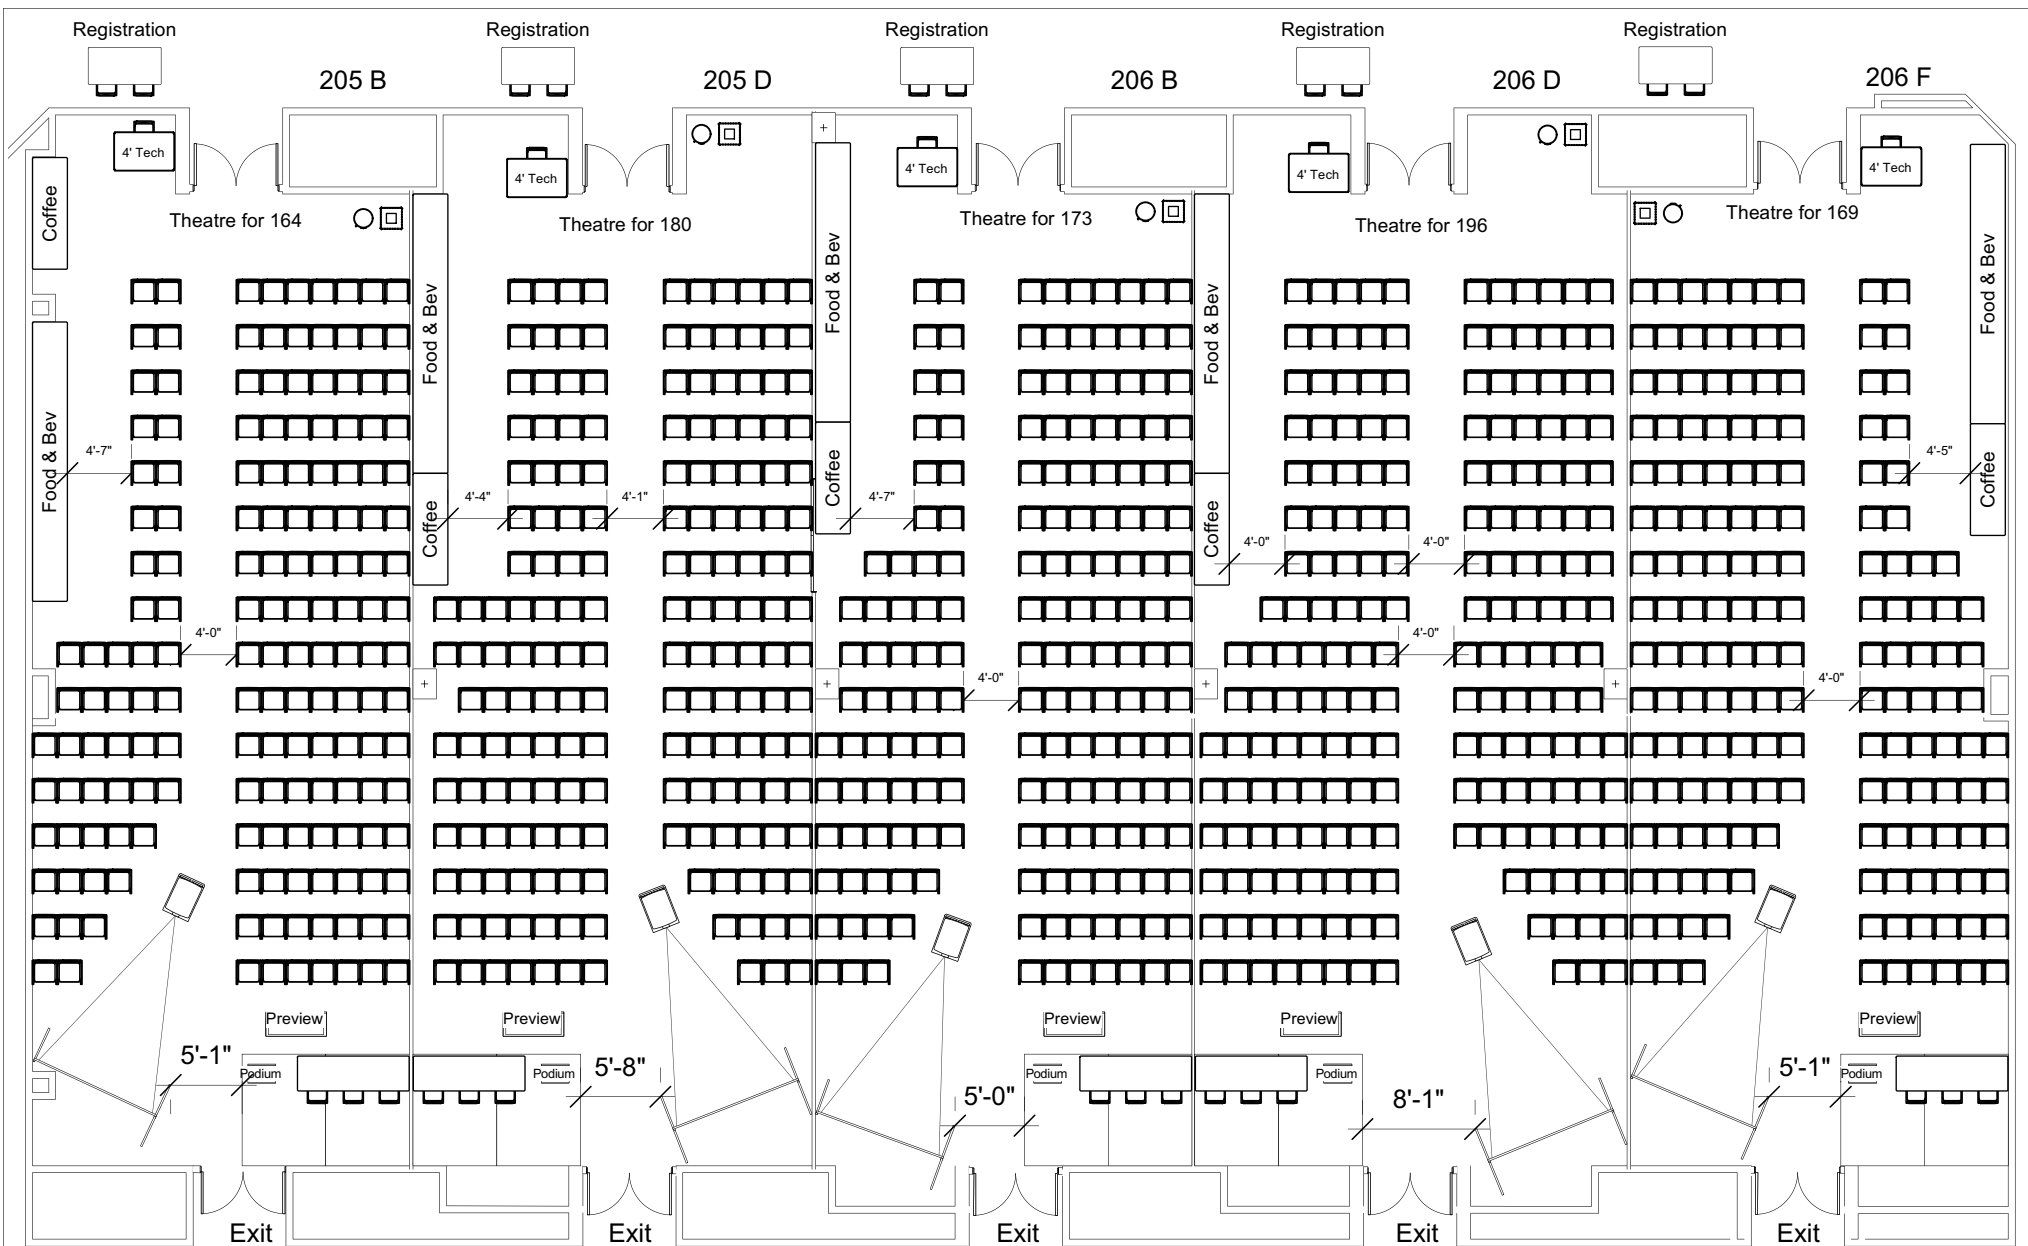 Registration
Registration
Registration
Registration
Registration
205 B
205 D
206 B
206 D
206 F
4' Tech
4' Tech
4' Tech
4' Tech
4' Tech
Theatre for 164
Theatre for 180
Theatre for 173
Theatre for 196
Theatre for 169
Coffee
Food & Bev
Food & Bev
Coffee
Food & Bev
Coffee
Food & Bev
Coffee
Food & Bev
Coffee
4'-7"
4'-4"
4'-1"
4'-7"
4'-5"
4'-0"
4'-0"
4'-0"
4'-0"
4'-0"
4'-0"
Preview
Preview
Preview
Preview
Preview
5'-1"
Podium
Podium
5'-8"
5'-0"
Podium
Podium
8'-1"
5'-1"
Podium
Exit
Exit
Exit
Exit
Exit